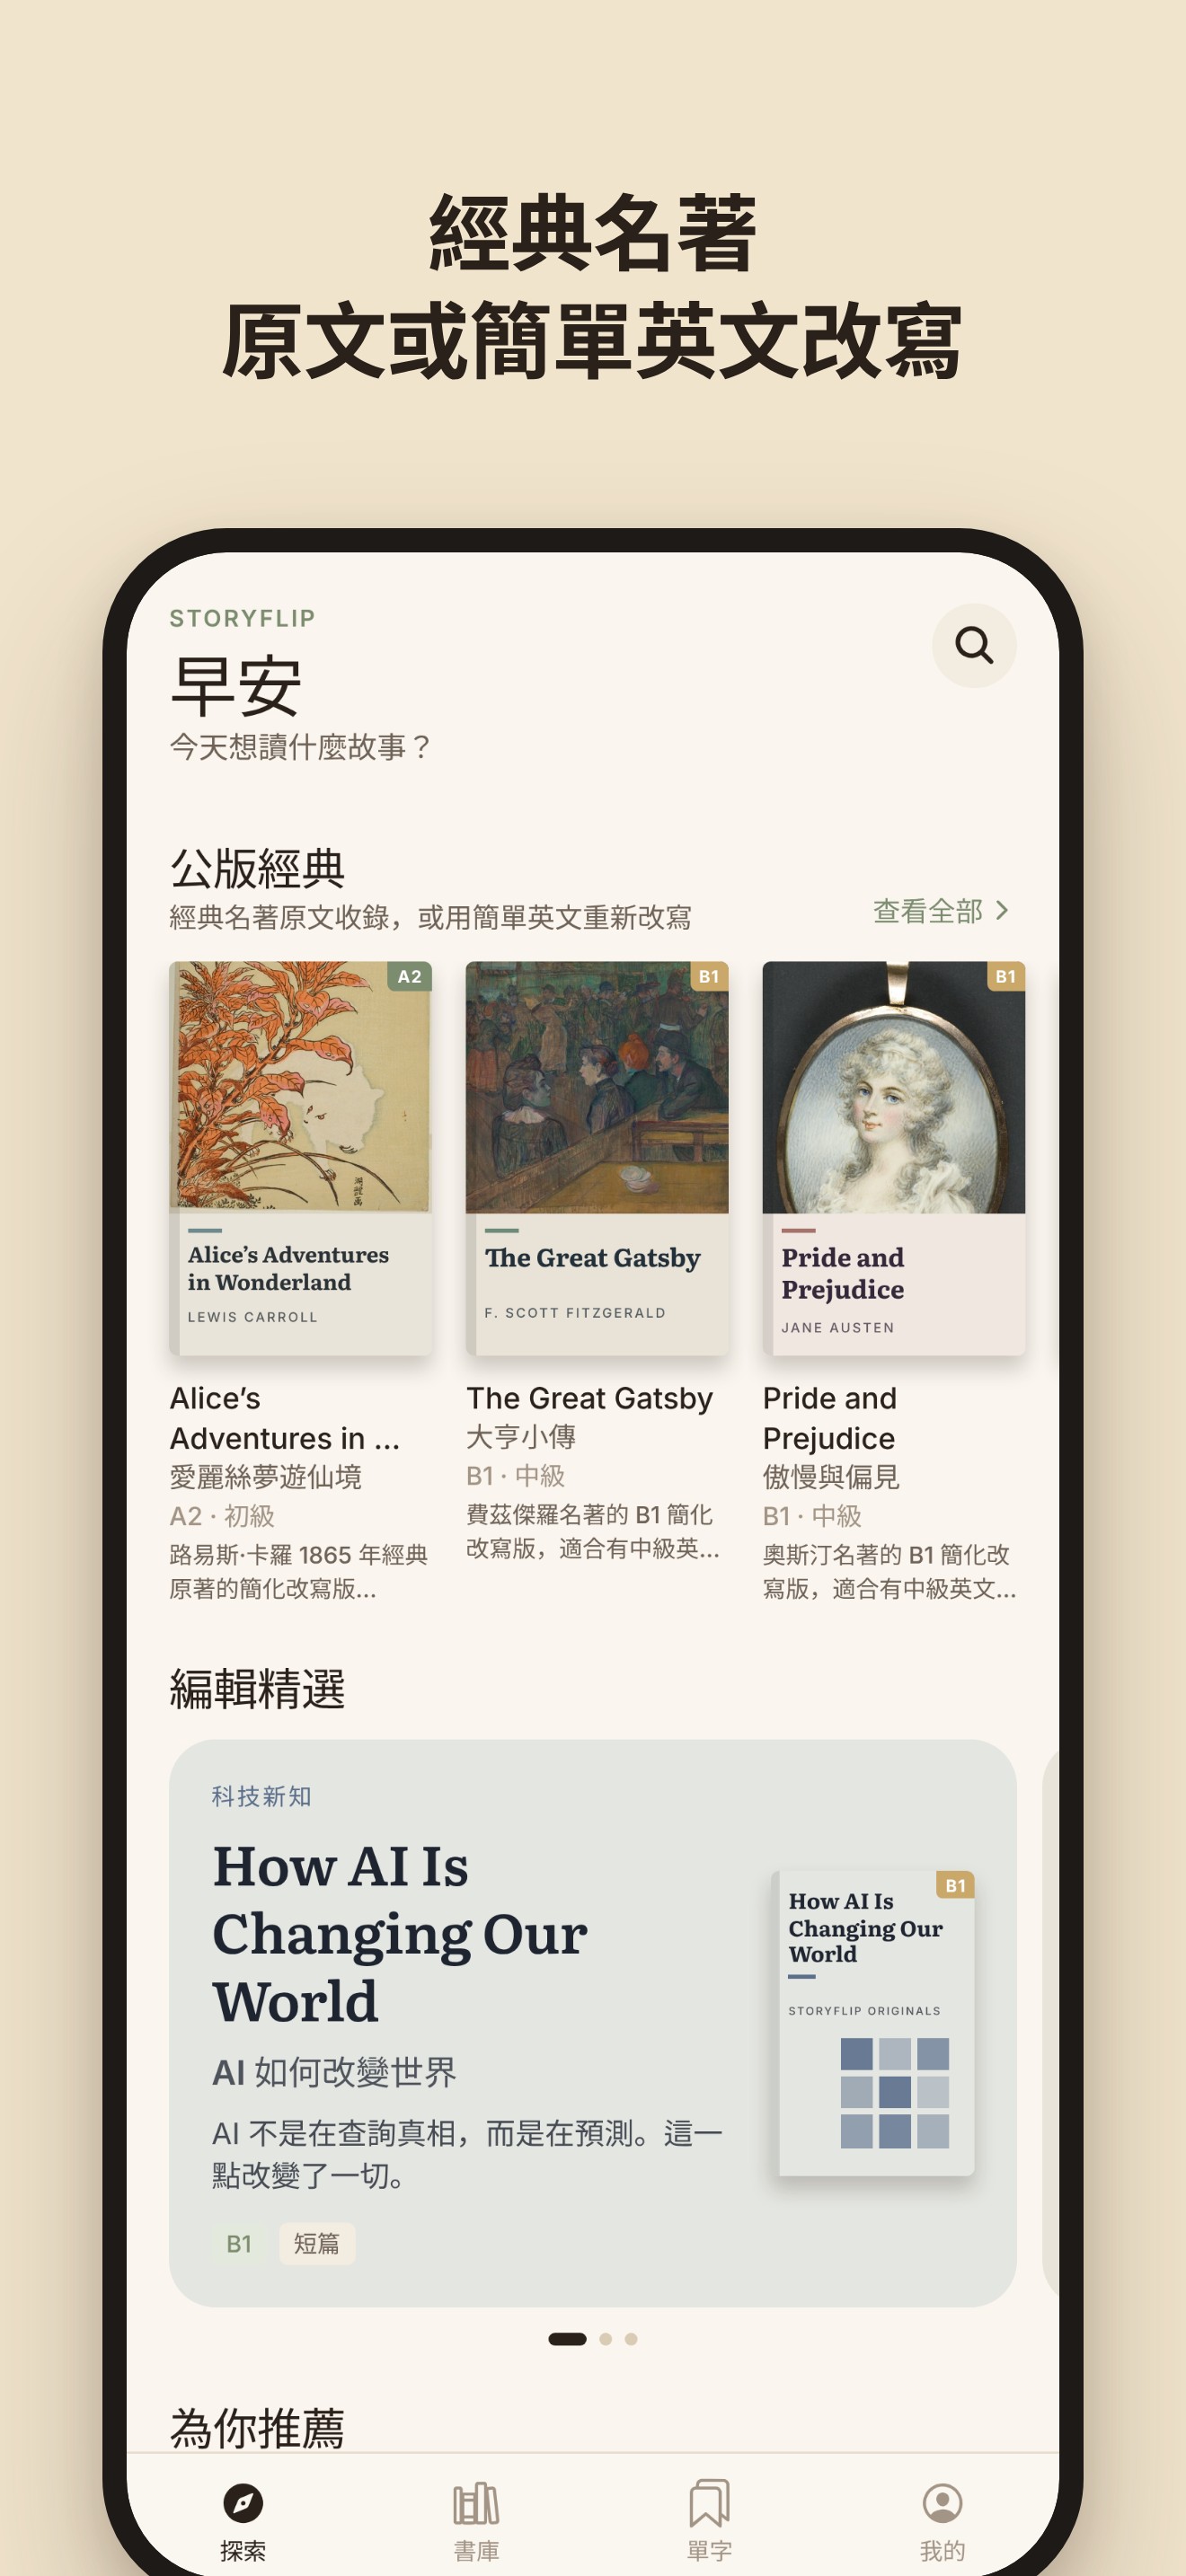 經典名著
原文或簡單英文改寫
STORYFLIP
早安
今天想讀什麼故事？
公版經典
經典名著原文收錄，或用簡單英文重新改寫
查看全部
A2
Alice’s Adventures
in Wonderland
LEWIS CARROLL
B1
The Great Gatsby
F. SCOTT FITZGERALD
B1
Pride and
Prejudice
JANE AUSTEN
Alice’s
Adventures in ...
愛麗絲夢遊仙境
A2 · 初級
路易斯·卡羅 1865 年經典
原著的簡化改寫版...
The Great Gatsby
大亨小傳
B1 · 中級
費茲傑羅名著的 B1 簡化
改寫版，適合有中級英...
Pride and
Prejudice
傲慢與偏見
B1 · 中級
奧斯汀名著的 B1 簡化改
寫版，適合有中級英文...
編輯精選
科技新知
How AI Is
Changing Our
World
AI 如何改變世界
AI 不是在查詢真相，而是在預測。這一
點改變了一切。
B1
短篇
B1
How AI Is
Changing Our
World
STORYFLIP ORIGINALS
為你推薦
探索
書庫
單字
我的